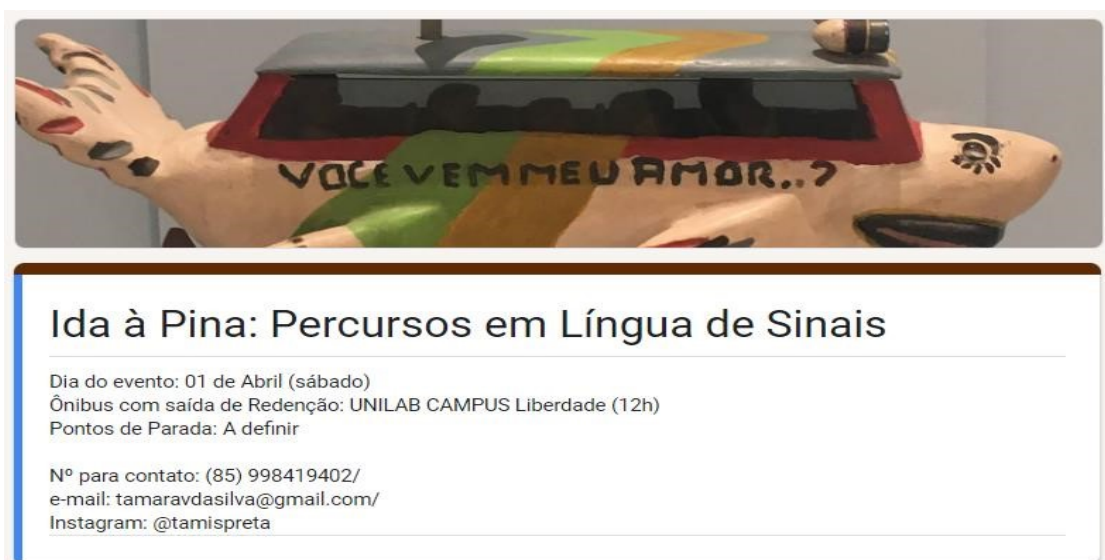 VOCE VEM MEU AMOR..?
Ida à Pina: Percursos em Língua de Sinais
Dia do evento: 01 de Abril (sábado)
Ônibus com saída de Redenção: UNILAB CAMPUS Liberdade (12h)
Pontos de Parada: A definir
Nº para contato: (85) 998419402/
e-mail: tamaravdasilva@gmail.com/
Instagram: @tamispreta